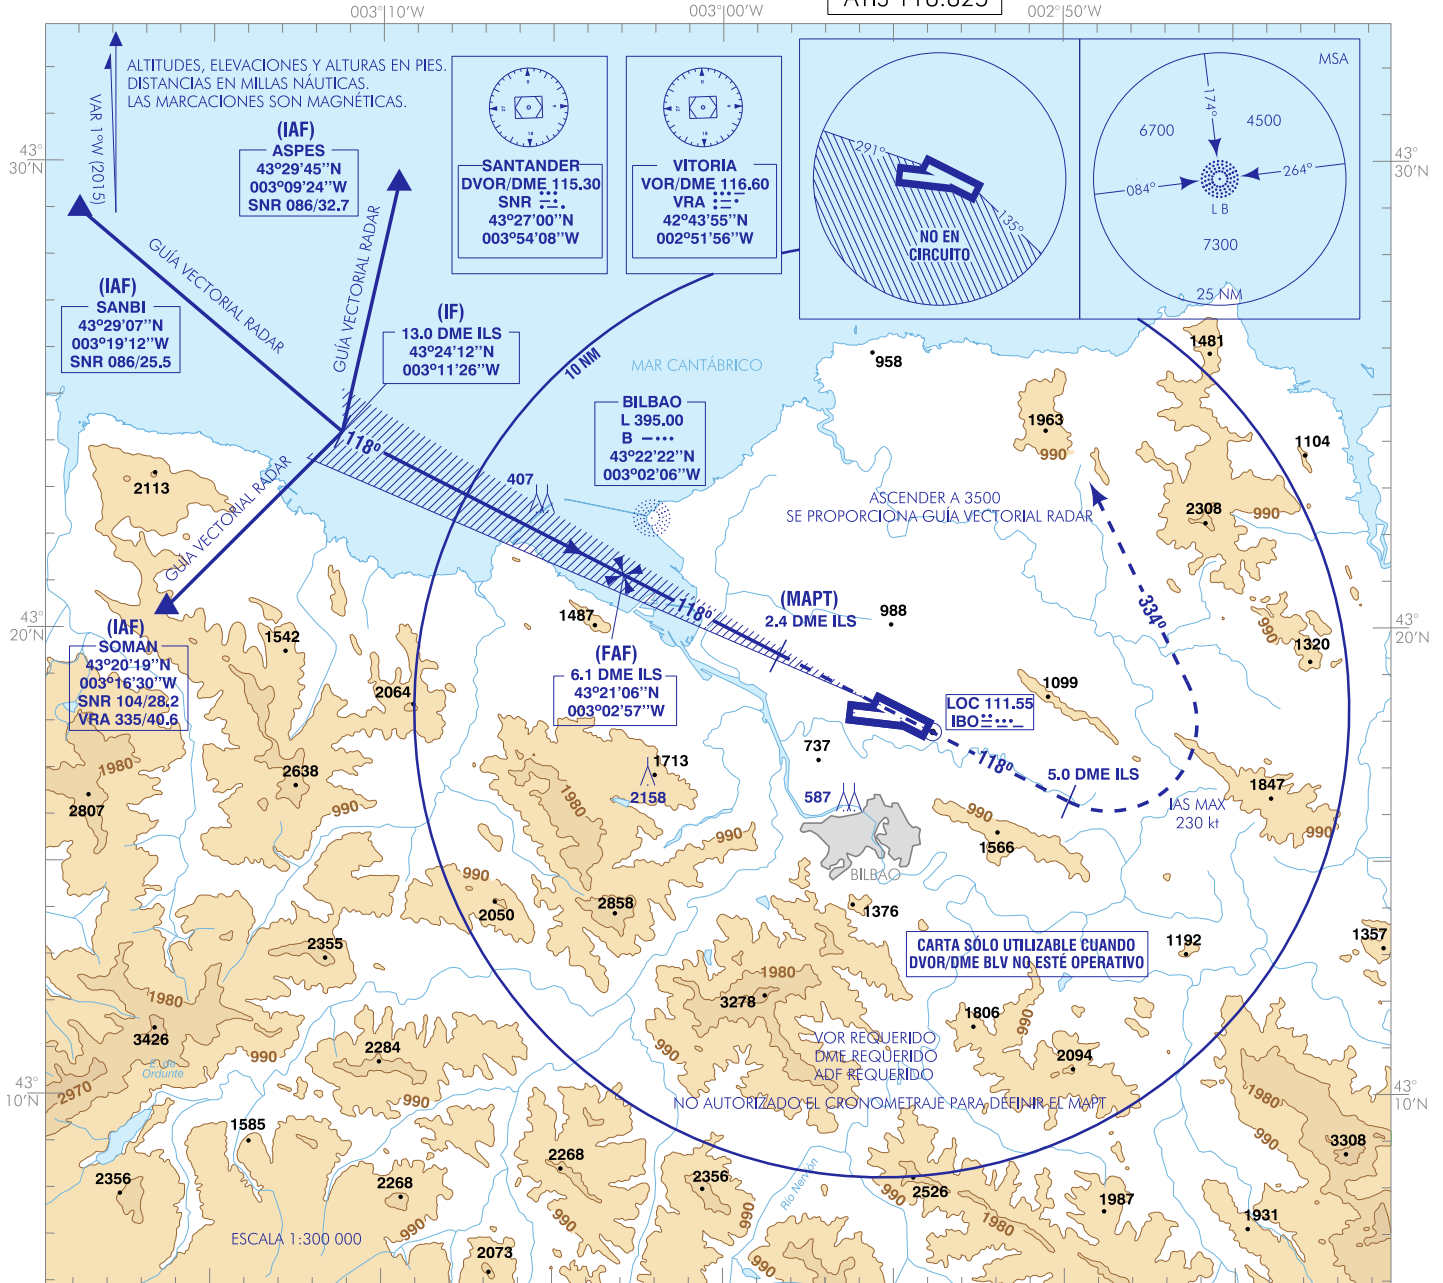 ATIS 118.825
003°10'W
003°00'W
002°50'W
ALTITUDES, ELEVACIONES Y ALTURAS EN PIES.
DISTANCIAS EN MILLAS NÁUTICAS.
LAS MARCACIONES SON MAGNÉTICAS.
VAR 1°W (2015)
43°
30'N
43°
30'N
(IAF)
ASPES
43°29'45''N
003°09'24''W
SNR 086/32.7
SANTANDER
DVOR/DME 115.30
SNR
43°27'00''N
003°54'08''W
VITORIA
VOR/DME 116.60
VRA
42°43'55''N
002°51'56''W
291°
135°
NO EN
CIRCUITO
MSA
6700
174°
4500
084°
264°
L B
7300
25 NM
GUÍA VECTORIAL RADAR
GUÍA VECTORIAL RADAR
(IAF)
SANBI
43°29'07''N
003°19'12''W
SNR 086/25.5
(IF)
13.0 DME ILS
43°24'12''N
003°11'26''W
10 NM
MAR CANTÁBRICO
958
1481
BILBAO
L 395.00
B
43°22'22''N
003°02'06''W
1963
990
1104
118º
GUÍA VECTORIAL RADAR
2113
407
ASCENDER A 3500
SE PROPORCIONA GUÍA VECTORIAL RADAR
2308
990
(IAF)
SOMAN
43°20'19''N
003°16'30''W
SNR 104/28.2
VRA 335/40.6
43°
20'N
43°
20'N
1542
1487
118º
(MAPT)
2.4 DME ILS
988
334º
990
1320
(FAF)
6.1 DME ILS
43°21'06''N
003°02'57''W
2064
1099
LOC 111.55
IBO
737
118º
5.0 DME ILS
IAS MAX
230 kt
1847
990
1980
2807
2638
990
1980
1713
2158
587
990
1566
BILBAO
990
990
2050
2858
1376
2355
CARTA SÓLO UTILIZABLE CUANDO
DVOR/DME BLV NO ESTÉ OPERATIVO
1192
1357
1980
3426
E. de
Ordunte
990
2970
2284
990
1980
3278
990
1806
990
2094
VOR REQUERIDO
DME REQUERIDO
ADF REQUERIDO
NO AUTORIZADO EL CRONOMETRAJE PARA DEFINIR EL MAPT
43°
10'N
43°
10'N
1980
990
3308
1585
2356
2268
990
2268
990
2356
990
Río Nervión
990
2526
1980
1987
1931
2073
ESCALA 1:300 000